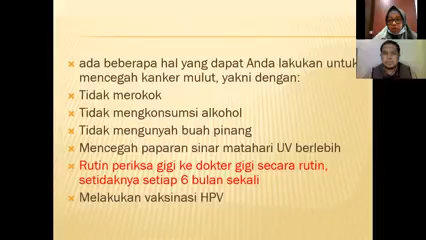 ada beberapa hal yang dapat Anda lakukan untuk
mencegah kanker mulut, yakni dengan:
Tidak merokok
Tidak mengkonsumsi alkohol
Tidak mengunyah buah pinang
Mencegah paparan sinar matahari UV berlebih
Rutin periksa gigi ke dokter gigi secara rutin,
setidaknya setiap 6 bulan sekali
Melakukan vaksinasi HPV